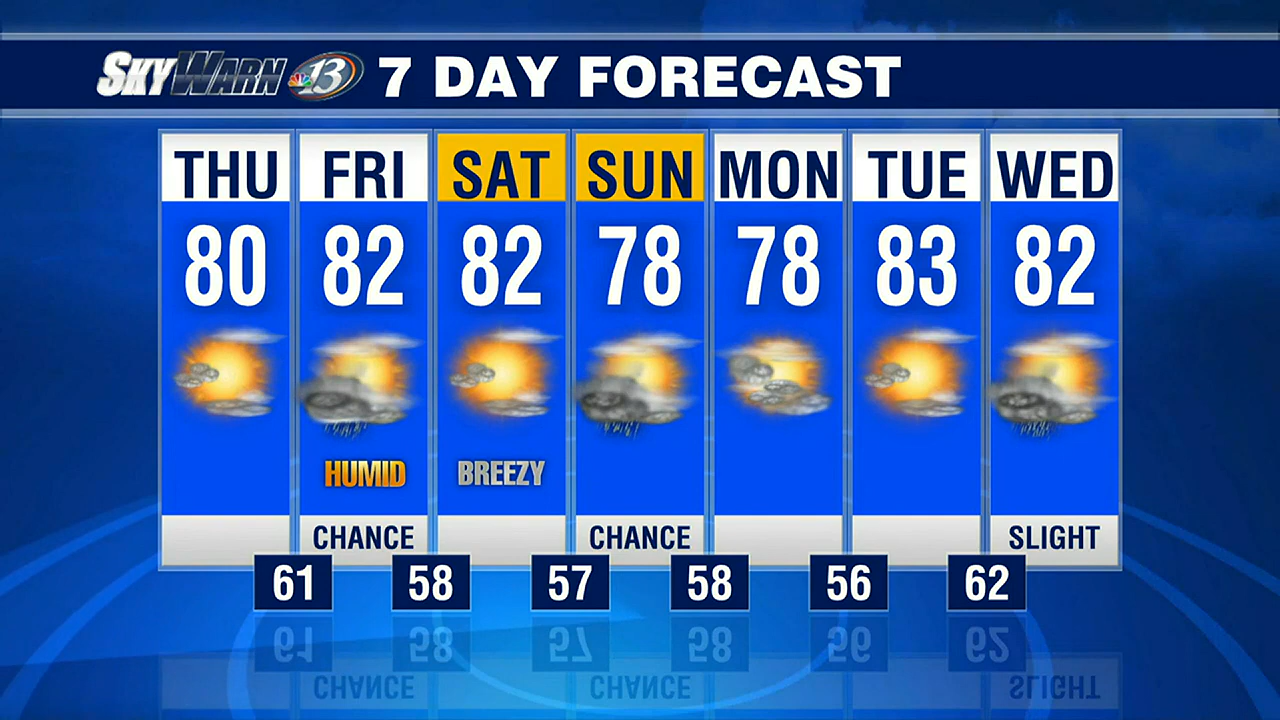 SKYWARN 13 7 DAY FORECAST
THU FRI SAT SUN MON TUE WED
80 82 82 78 78 83 82
HUMID BREEZY
CHANCE CHANCE SLIGHT
61 58 57 58 56 62